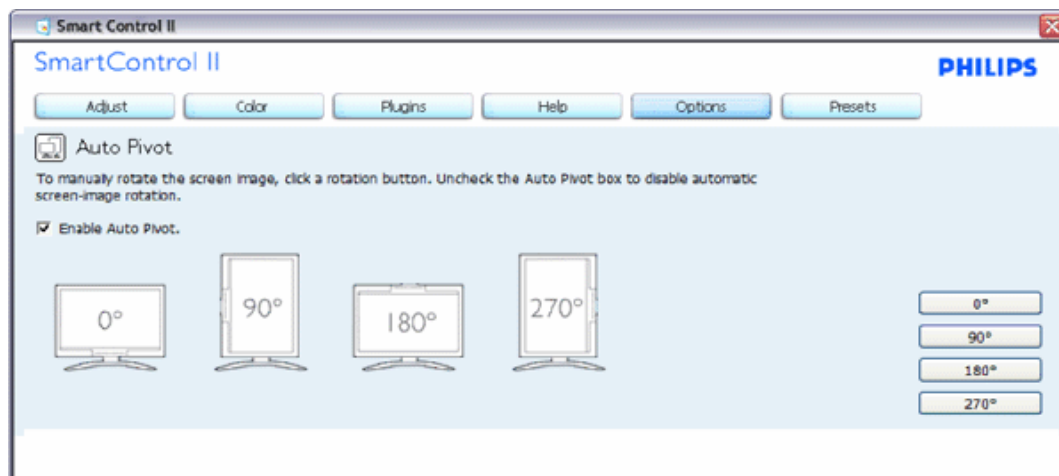 Smart Control II
SmartControl II
PHILIPS
Adjust Color Plugins Help Options Presets
Auto Pivot
To manually rotate the screen image, click a rotation button. Uncheck the Auto Pivot box to disable automatic
screen-image rotation.
Enable Auto Pivot.
0° 90° 180° 270°
0°
90°
180°
270°